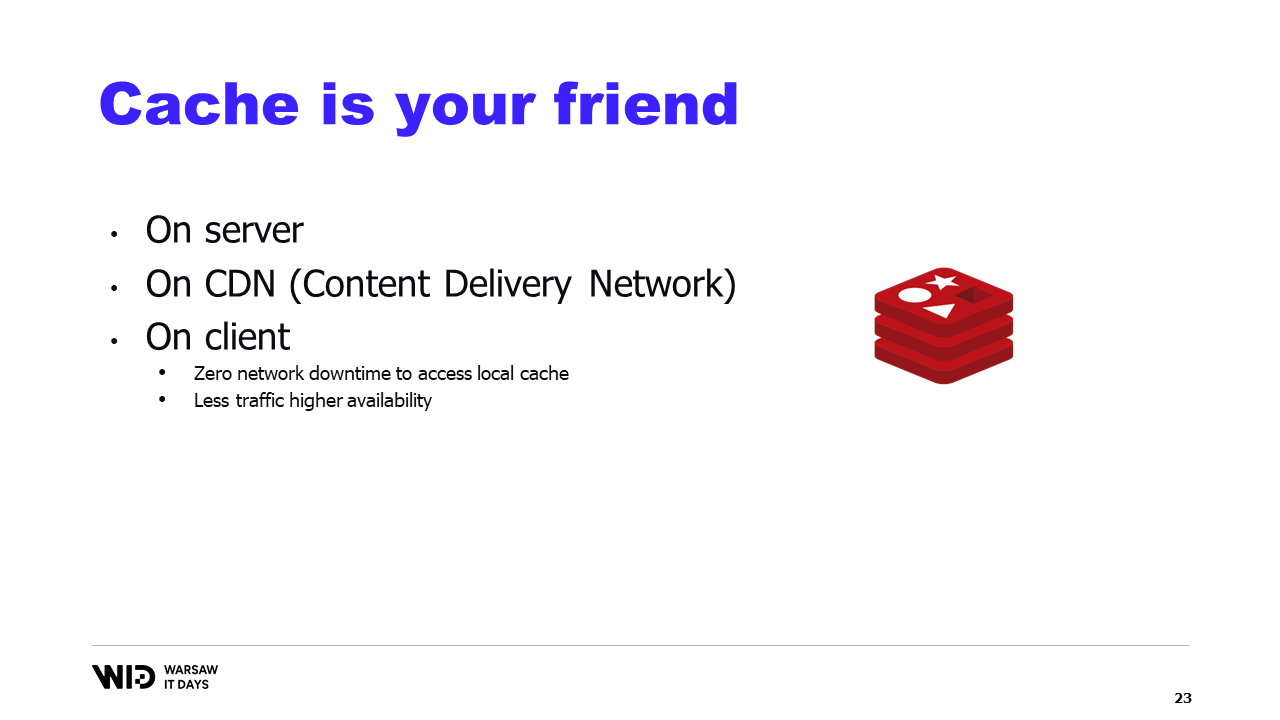 Cache is your friend
• On server
• On CDN (Content Delivery Network)
• On client
• Zero network downtime to access local cache
• Less traffic higher availability
WID WARSAW
IT DAYS
23